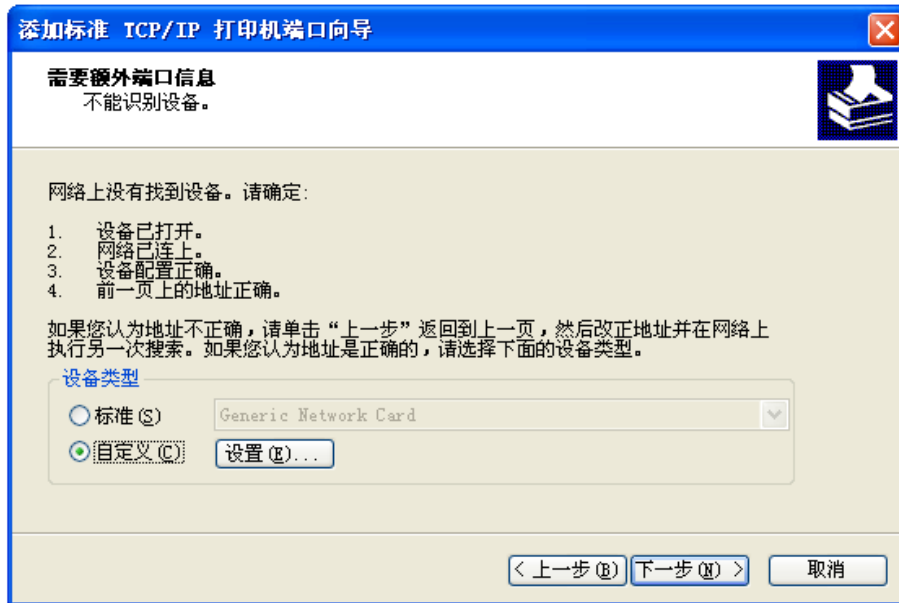 添加标准 TCP/IP 打印机端口向导
需要额外端口信息
不能识别设备。
网络上没有找到设备。请确定:
1. 设备已打开。
2. 网络已连上。
3. 设备配置正确。
4. 前一页上的地址正确。
如果您认为地址不正确，请单击“上一步”返回到上一页，然后改正地址并在网络上
执行另一次搜索。如果您认为地址是正确的，请选择下面的设备类型。
设备类型
标准(S) Generic Network Card
自定义(C) 设置(E)...
< 上一步(B) 下一步(N) > 取消